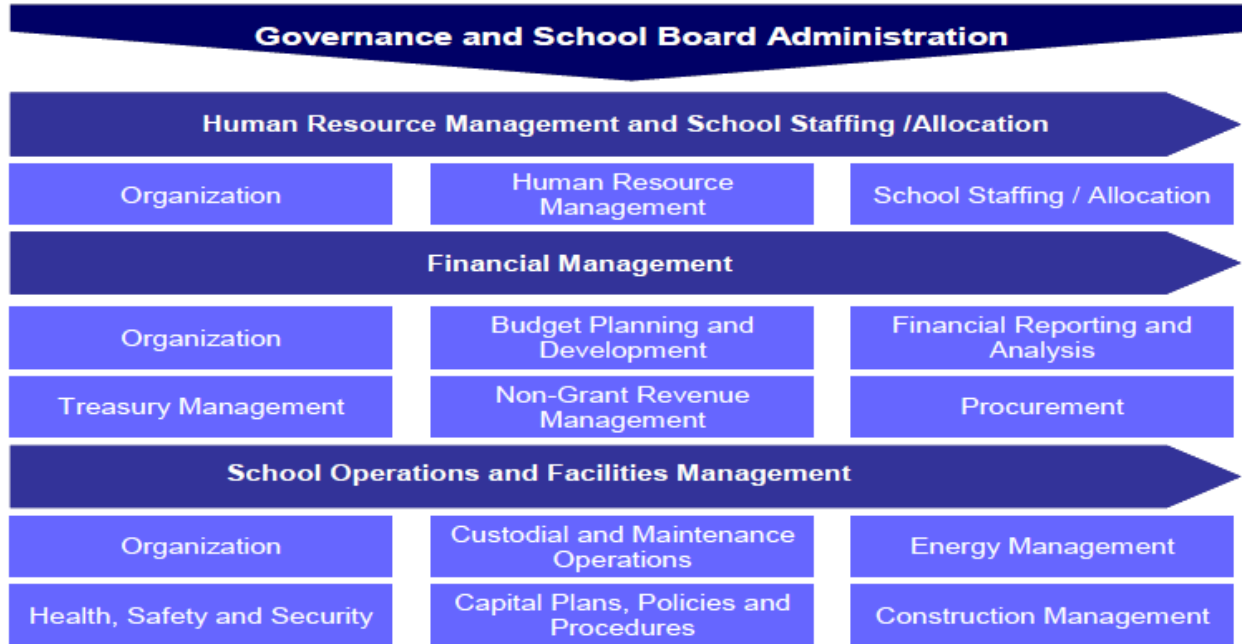 Governance and School Board Administration
Human Resource Management and School Staffing /Allocation
Organization
Human Resource
Management
School Staffing / Allocation
Financial Management
Organization
Budget Planning and
Development
Financial Reporting and
Analysis
Treasury Management
Non-Grant Revenue
Management
Procurement
School Operations and Facilities Management
Organization
Custodial and Maintenance
Operations
Energy Management
Health, Safety and Security
Capital Plans, Policies and
Procedures
Construction Management